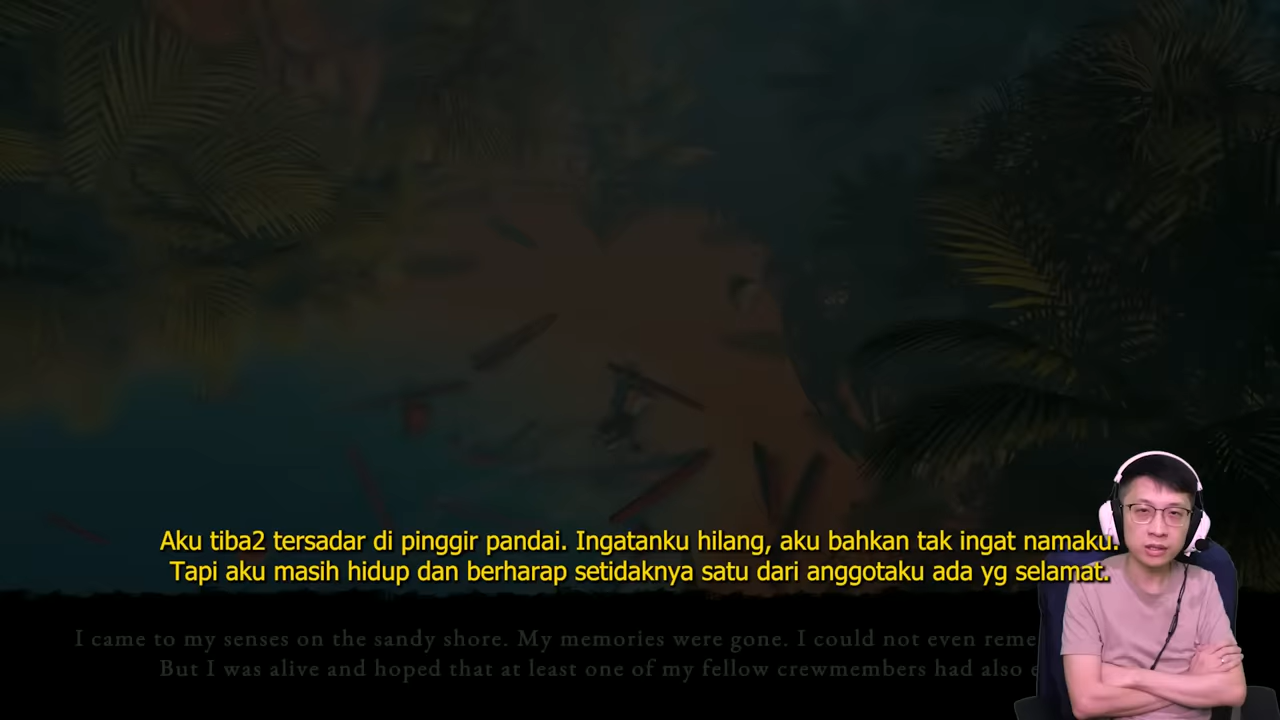 Aku tiba2 tersadar di pinggir pandai. Ingatanku hilang, aku bahkan tak ingat namaku.
Tapi aku masih hidup dan berharap setidaknya satu dari anggotaku ada yg selamat.
I came to my senses on the sandy shore. My memories were gone. I could not even
But I was alive and hoped that at least one of my fellow crewmembers had also